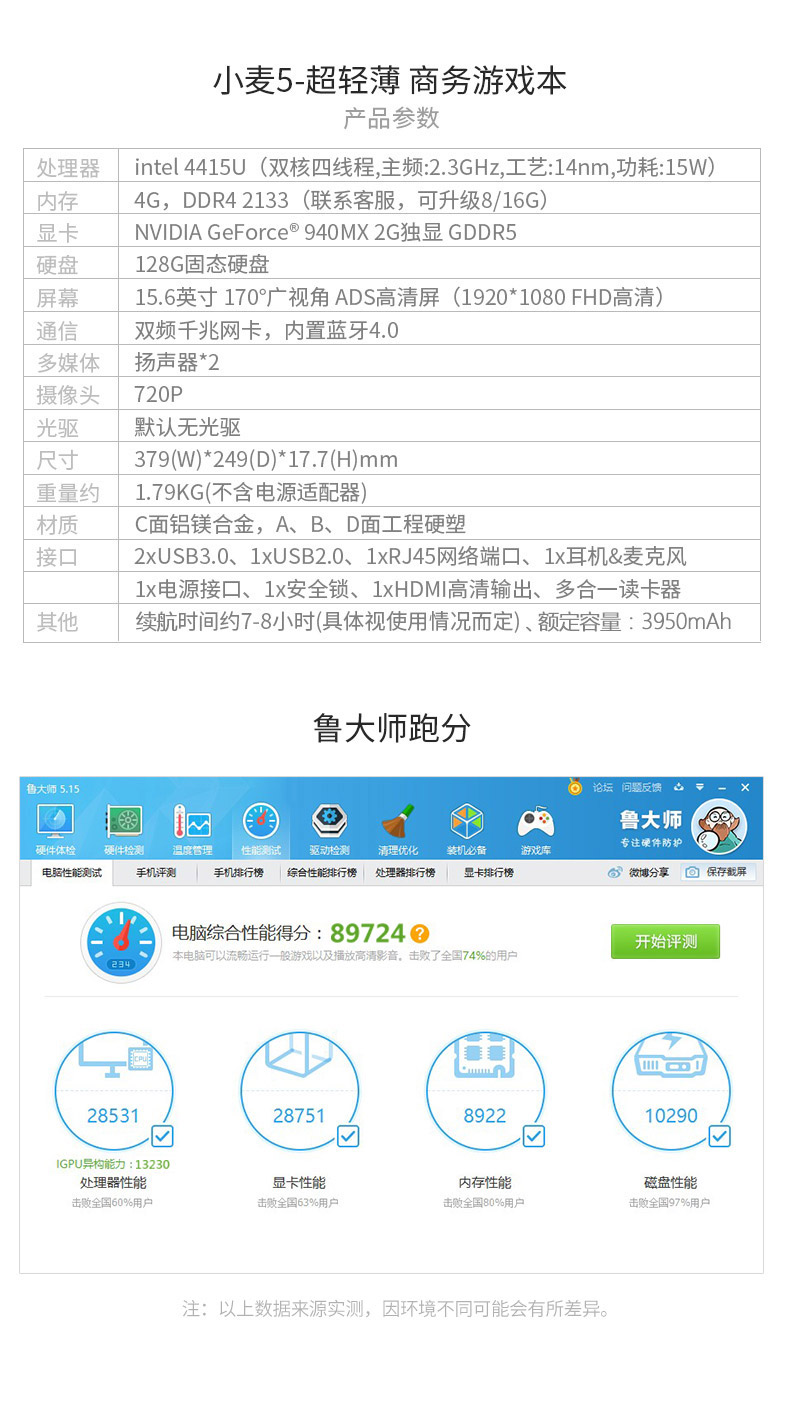 小麦5-超轻薄 商务游戏本
产品参数
处理器 intel 4415U（双核四线程,主频:2.3GHz,工艺:14nm,功耗:15W）
内存 4G，DDR4 2133（联系客服，可升级8/16G）
显卡 NVIDIA GeForce® 940MX 2G独显 GDDR5
硬盘 128G固态硬盘
屏幕 15.6英寸 170°广视角 ADS高清屏（1920*1080 FHD高清）
通信 双频千兆网卡，内置蓝牙4.0
多媒体 扬声器*2
摄像头 720P
光驱 默认无光驱
尺寸 379(W)*249(D)*17.7(H)mm
重量约 1.79KG(不含电源适配器)
材质 C面铝镁合金，A、B、D面工程硬塑
接口 2xUSB3.0、1xUSB2.0、1xRJ45网络端口、1x耳机&麦克风
1x电源接口、1x安全锁、1xHDMI高清输出、多合一读卡器
其他 续航时间约7-8小时(具体视使用情况而定)、额定容量：3950mAh
鲁大师跑分
鲁大师 5.15 论坛 问题反馈
硬件体检 硬件检测 温度管理 性能测试 驱动检测 清理优化 装机必备 游戏库
鲁大师
专注硬件防护
电脑性能测试 手机评测 手机排行榜 综合性能排行榜 处理器排行榜 显卡排行榜 微博分享 保存截屏
电脑综合性能得分：89724 ?
本电脑可以流畅运行一般游戏以及播放高清影音。击败了全国74%的用户
234
开始评测
CPU
28531 28751 8922 10290
IGPU异构能力：13230
处理器性能 显卡性能 内存性能 磁盘性能
击败全国60%用户 击败全国63%用户 击败全国80%用户 击败全国97%用户
注：以上数据来源实测，因环境不同可能会有所差异。